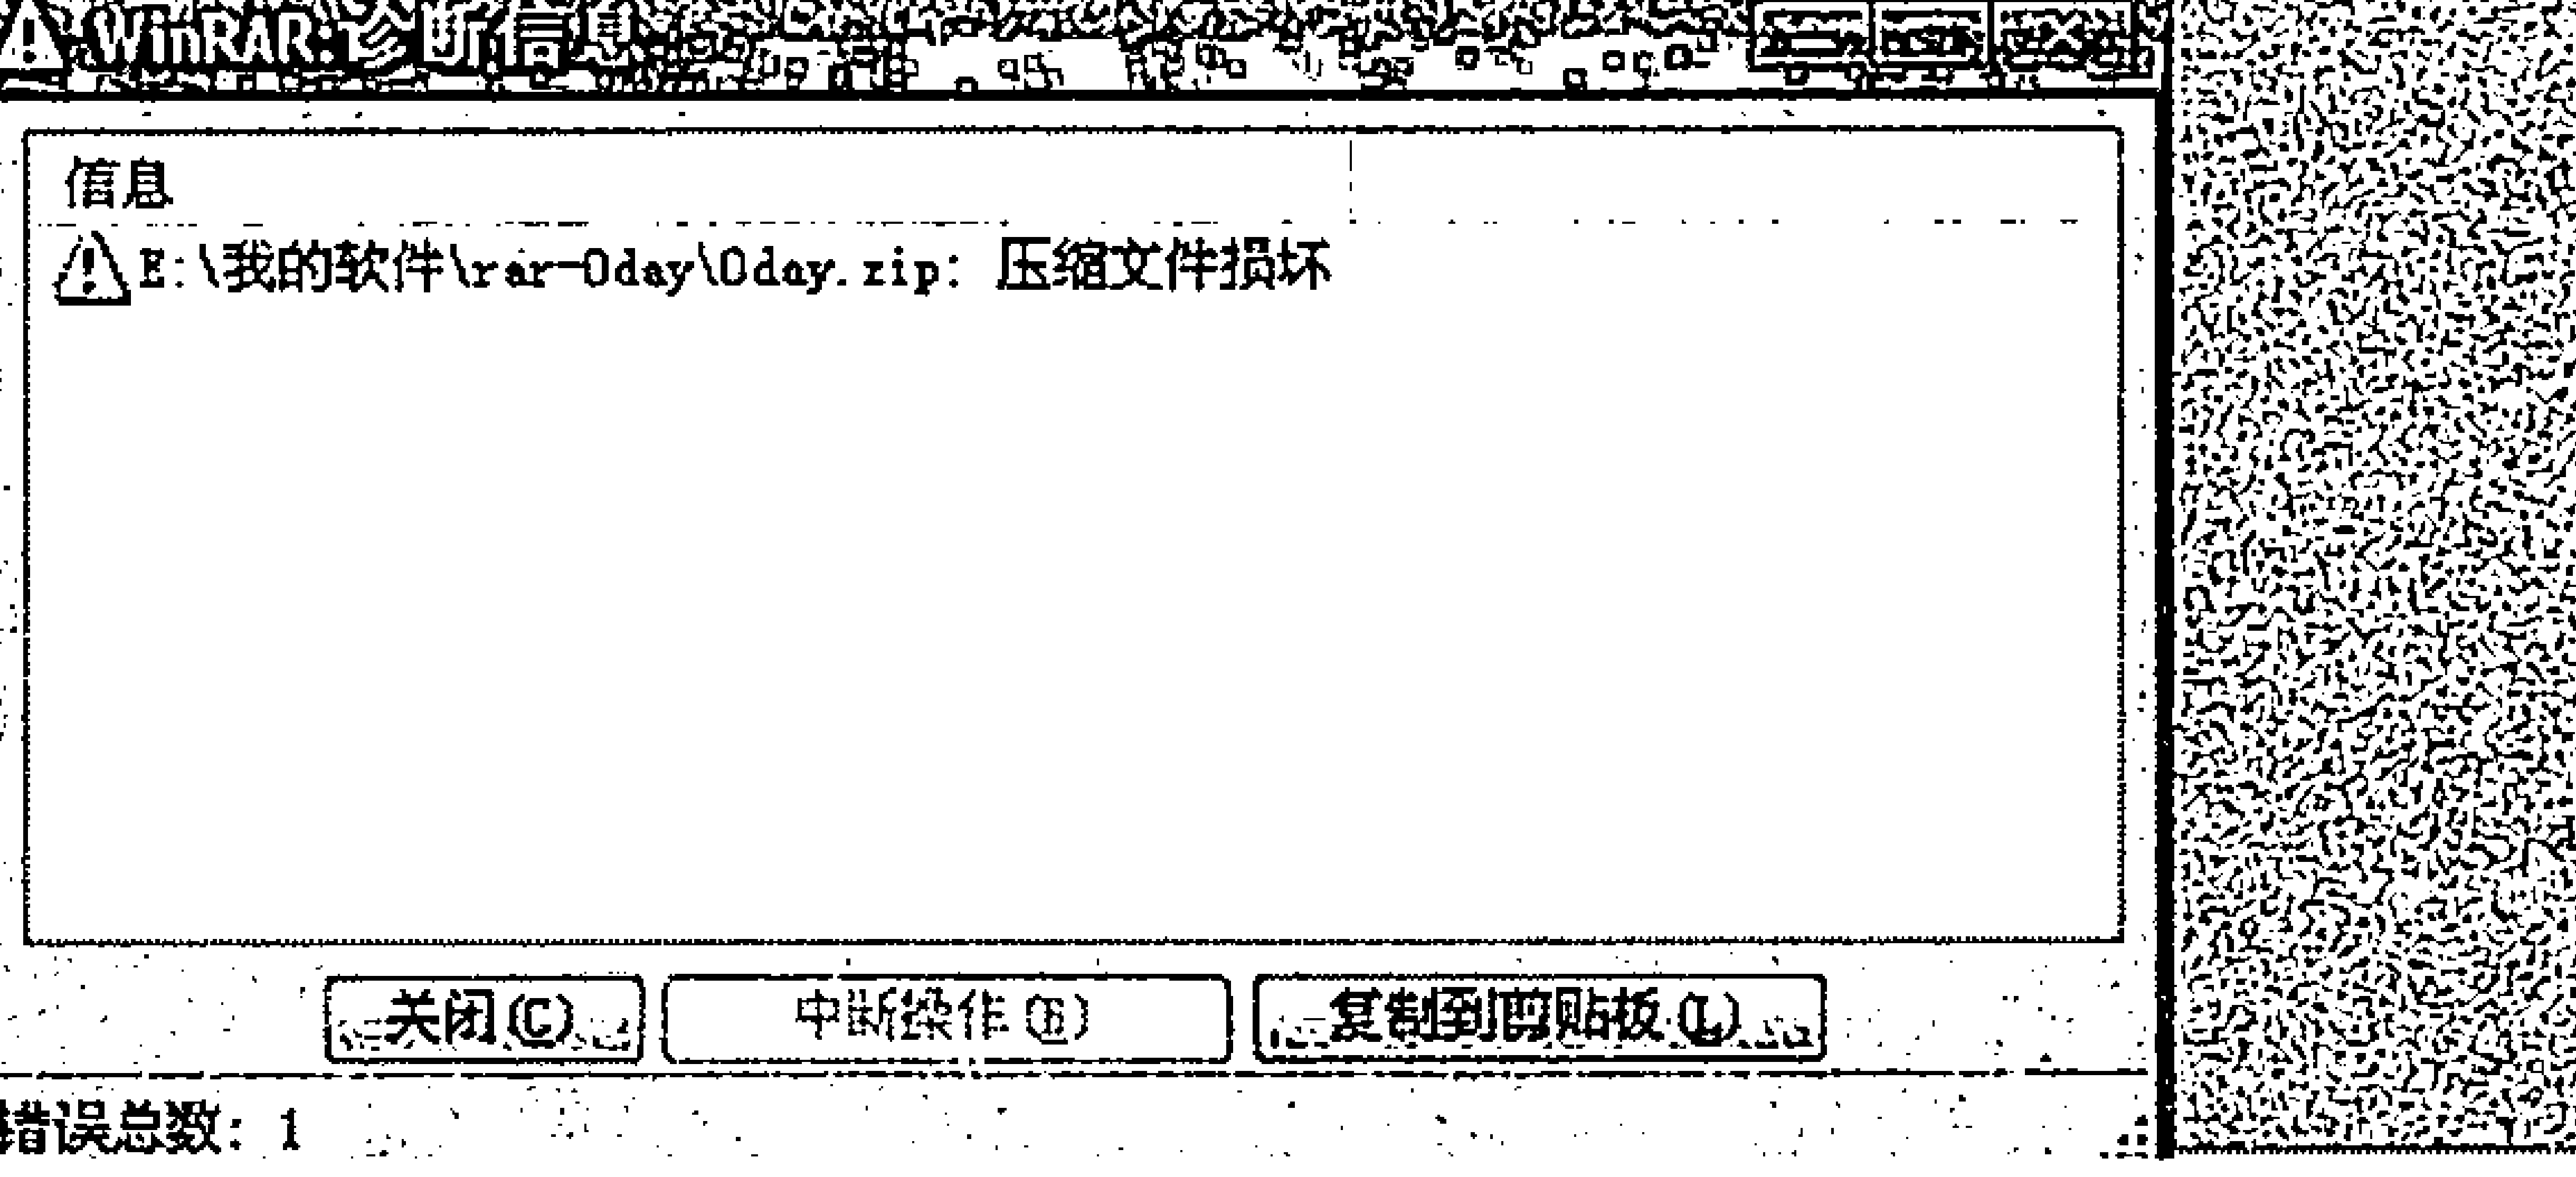 WinRAR:诊断信息
信息
E:\我的软件\rar-0day\0day.zip: 压缩文件损坏
关闭(C) 中断操作(B) 复制到剪贴板(L)
错误总数: 1